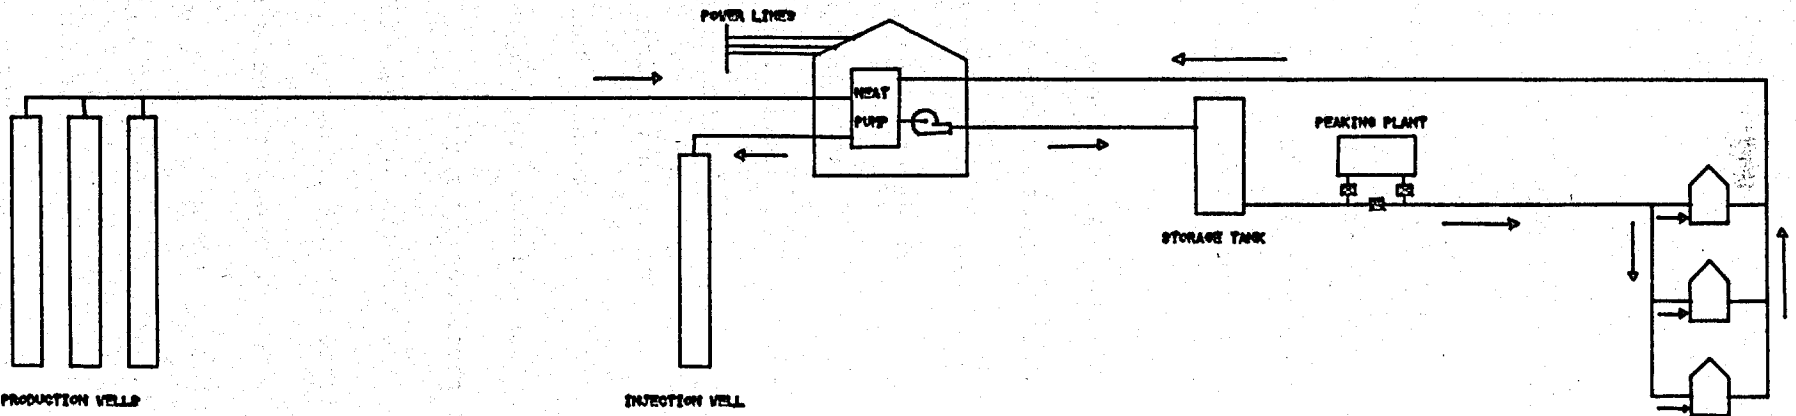 POWER LINES
HEAT
PUMP
PEAKING PLANT
STORAGE TANK
PRODUCTION WELLS
INJECTION WELL